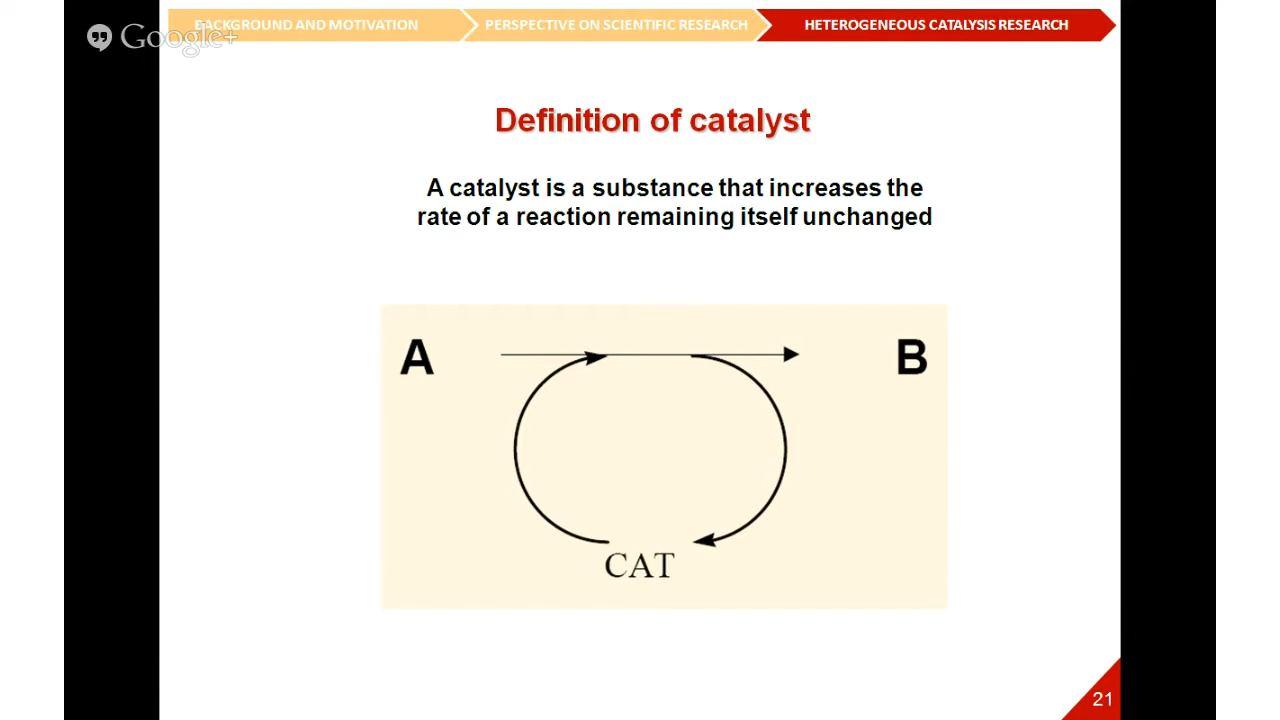 BACKGROUND AND MOTIVATION
PERSPECTIVE ON SCIENTIFIC RESEARCH
HETEROGENEOUS CATALYSIS RESEARCH
Google+
Definition of catalyst
A catalyst is a substance that increases the
rate of a reaction remaining itself unchanged
A
B
CAT
21